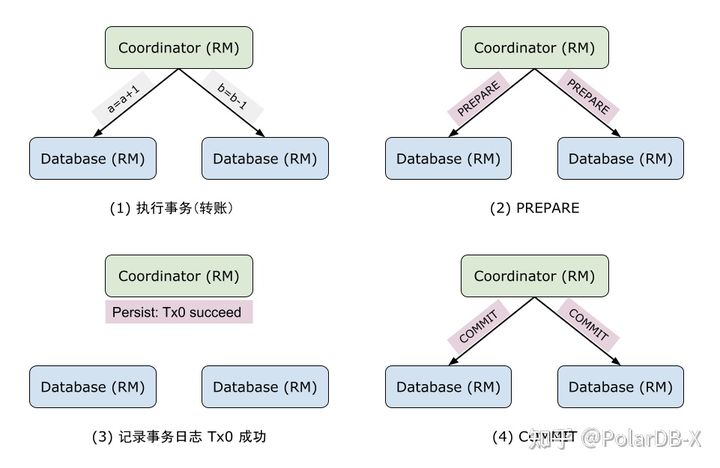 Coordinator (RM)
a=a+1
b=b-1
Database (RM)
Database (RM)
(1) 执行事务(转账)
Coordinator (RM)
PREPARE
PREPARE
Database (RM)
Database (RM)
(2) PREPARE
Coordinator (RM)
Persist: Tx0 succeed
Database (RM)
Database (RM)
(3) 记录事务日志 Tx0 成功
Coordinator (RM)
COMMIT
COMMIT
Database (RM)
Database (RM)
(4) COMMIT
知乎 @PolarDB-X